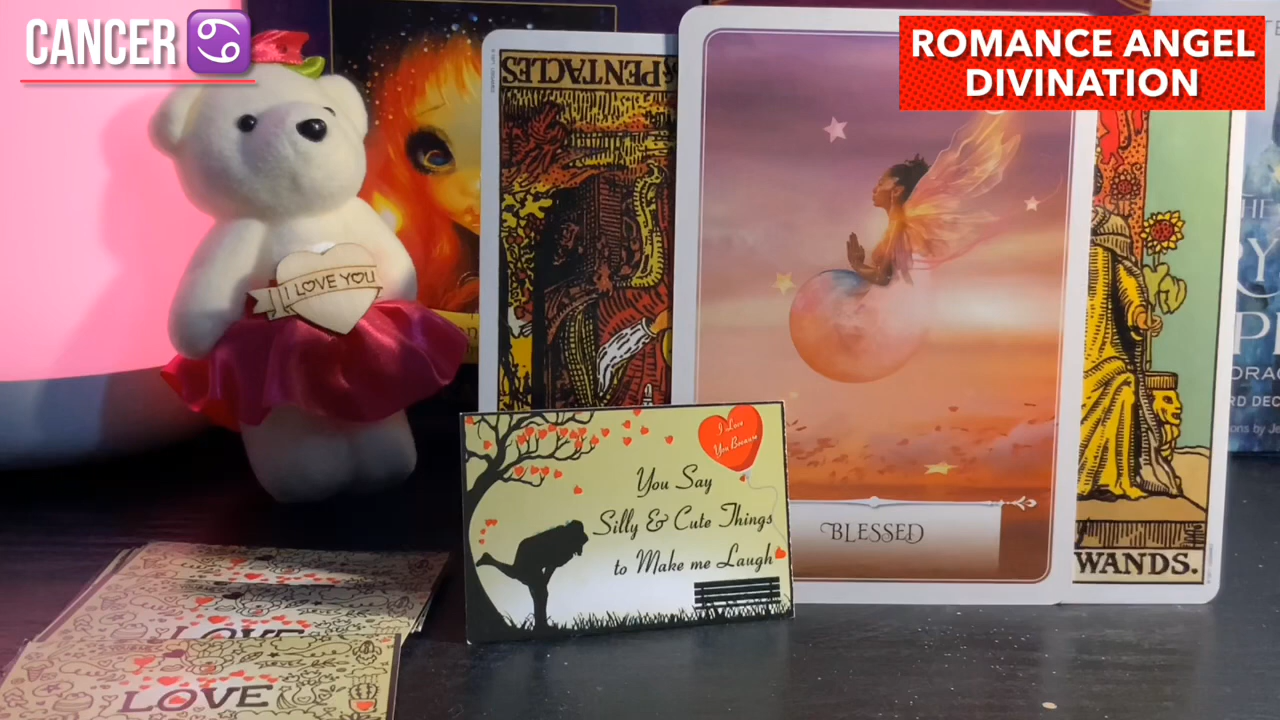 CANCER ♋
ROMANCE ANGEL
DIVINATION
PENTACLES
I LOVE YOU
I Love
You Because
You Say
Silly & Cute Things
to Make me Laugh
BLESSED
WANDS.
LOVE
LOVE